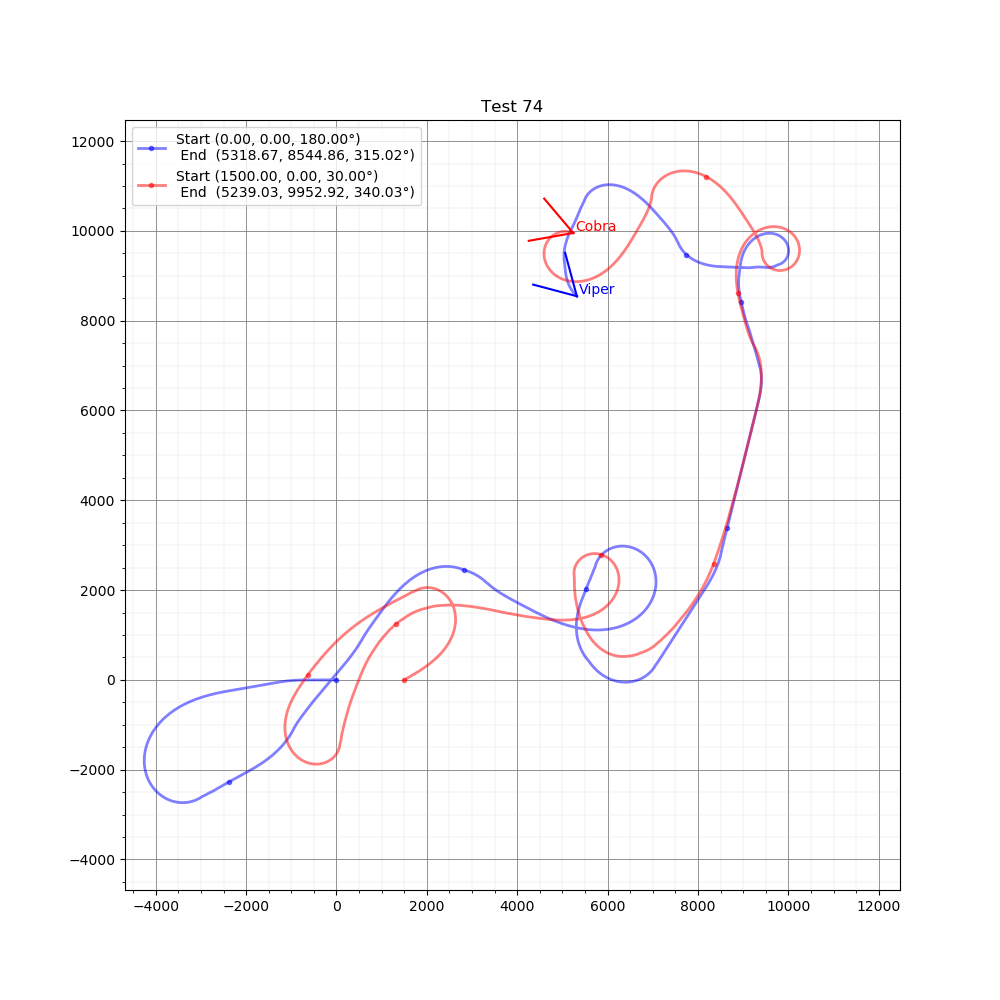 Test 74
Start (0.00, 0.00, 180.00°)
End (5318.67, 8544.86, 315.02°)
Start (1500.00, 0.00, 30.00°)
End (5239.03, 9952.92, 340.03°)
12000
10000
8000
6000
4000
2000
0
−2000
−4000
Cobra
Viper
−4000 −2000 0 2000 4000 6000 8000 10000 12000